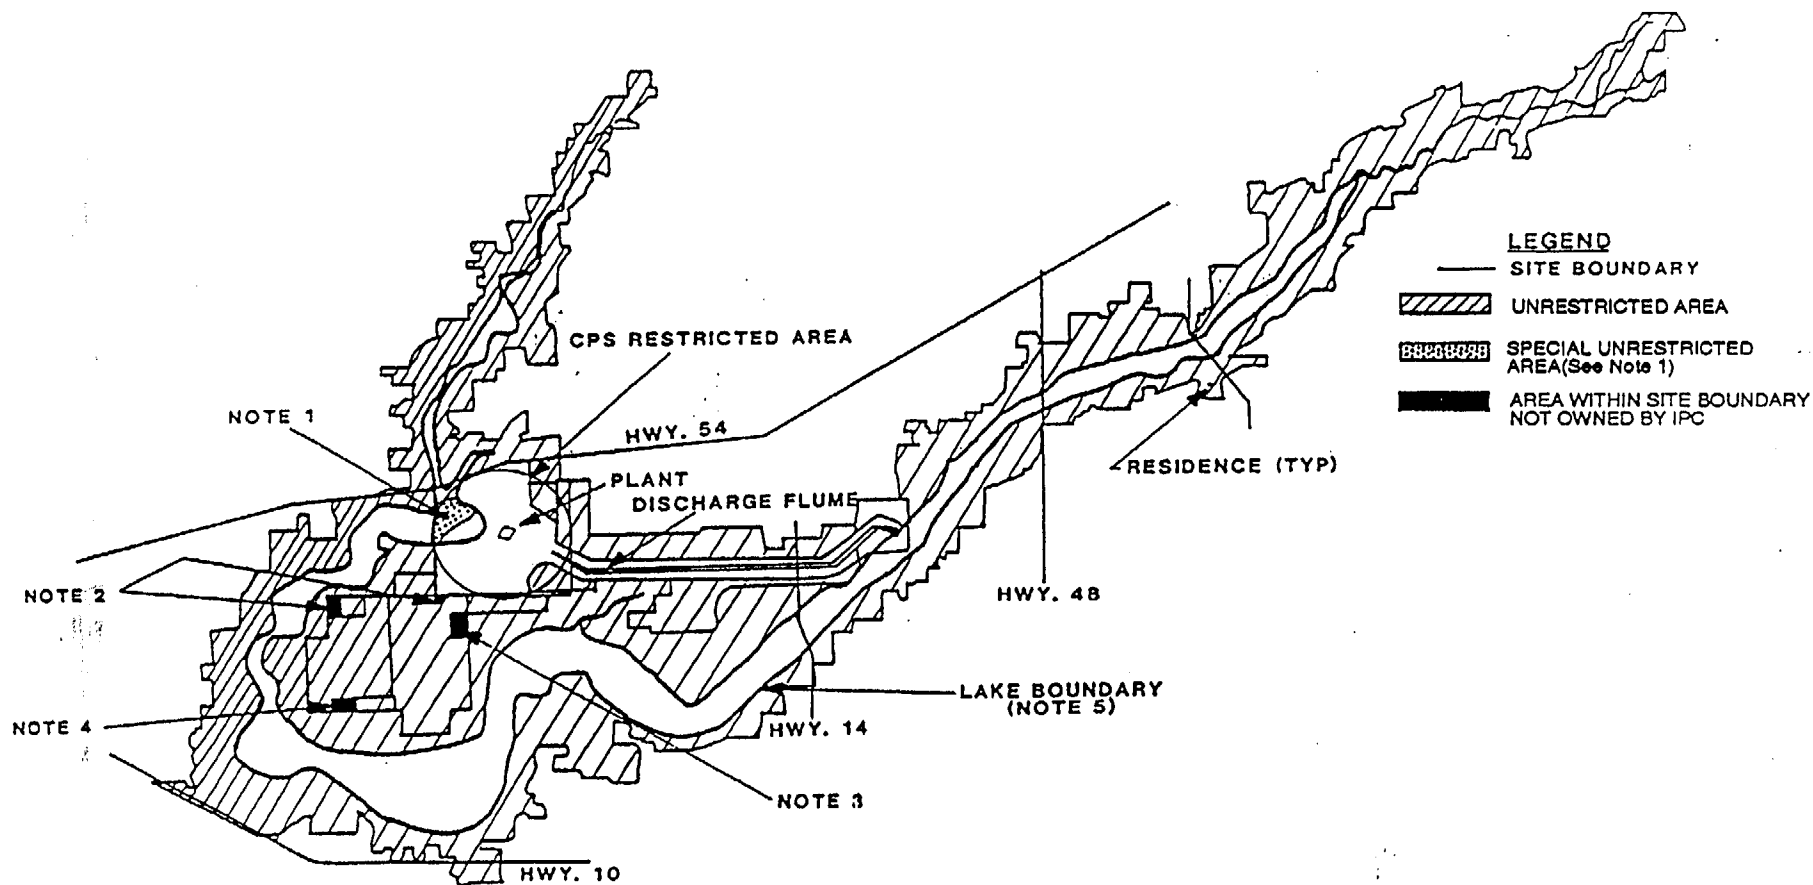 LEGEND
SITE BOUNDARY
UNRESTRICTED AREA
SPECIAL UNRESTRICTED
AREA(See Note 1)
AREA WITHIN SITE BOUNDARY
NOT OWNED BY IPC
CPS RESTRICTED AREA
NOTE 1
HWY. 54
RESIDENCE (TYP)
PLANT
DISCHARGE FLUME
NOTE 2
HWY. 48
LAKE BOUNDARY
(NOTE 5)
NOTE 4
HWY. 14
NOTE 3
HWY. 10